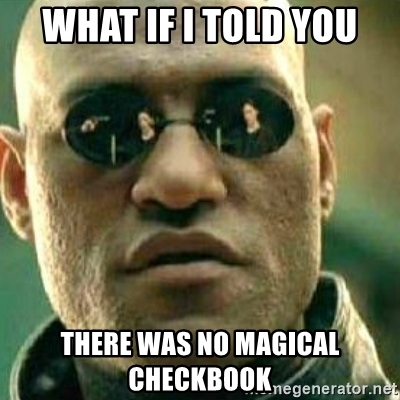 WHAT IF I TOLD YOU
THERE WAS NO MAGICAL
CHECKBOOK
memegenerator.net